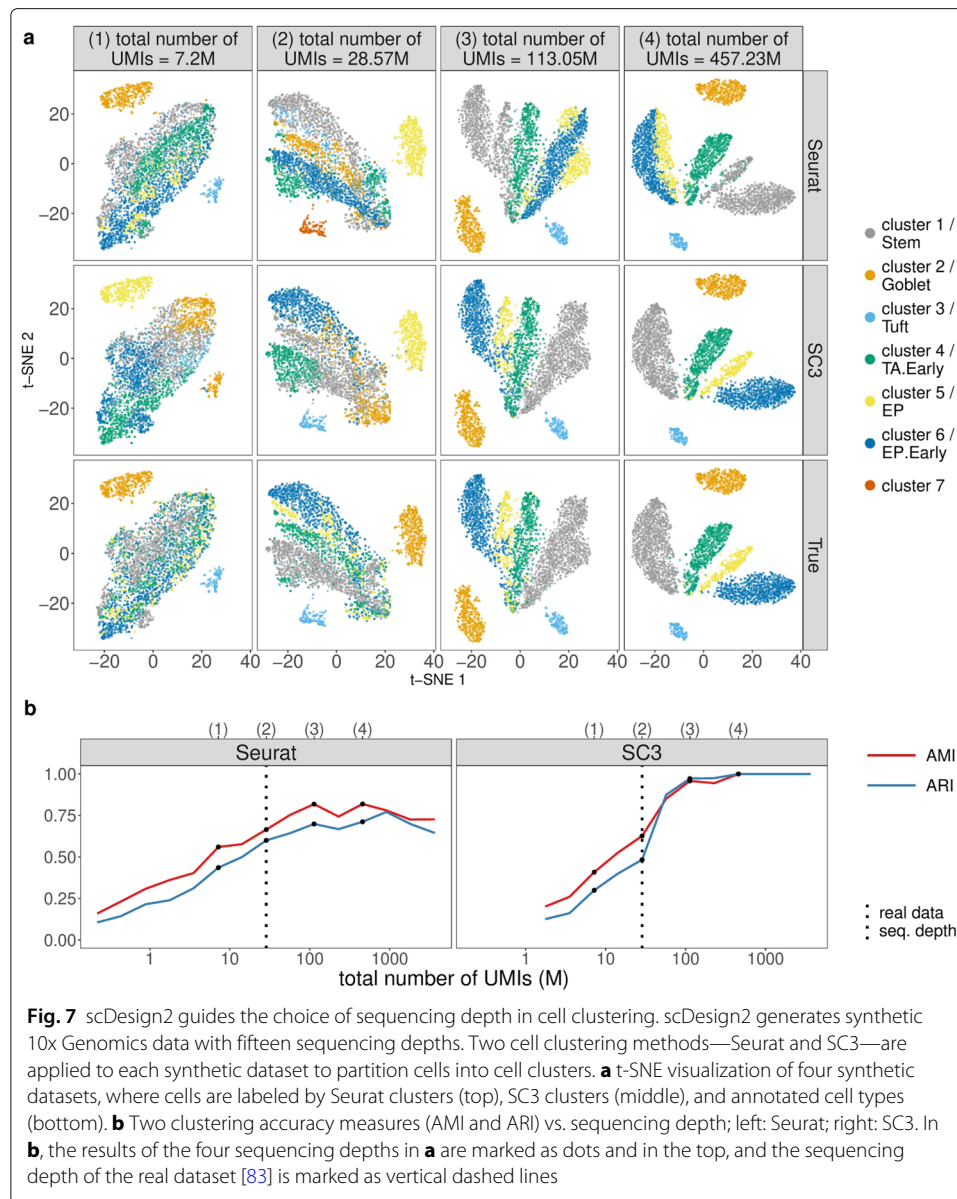 a
(1) total number of
UMIs = 7.2M
(2) total number of
UMIs = 28.57M
(3) total number of
UMIs = 113.05M
(4) total number of
UMIs = 457.23M
20
0
−20
Seurat
20
0
−20
SC3
20
0
−20
True
t−SNE 2
−20 0 20 40
−20 0 20 40
−20 0 20 40
−20 0 20 40
t−SNE 1
cluster 1 /
Stem
cluster 2 /
Goblet
cluster 3 /
Tuft
cluster 4 /
TA.Early
cluster 5 /
EP
cluster 6 /
EP.Early
cluster 7
b
(1) (2) (3) (4)
Seurat
(1) (2) (3) (4)
SC3
1.00
0.75
0.50
0.25
0.00
1 10 100 1000
1 10 100 1000
total number of UMIs (M)
AMI
ARI
real data
seq. depth
Fig. 7 scDesign2 guides the choice of sequencing depth in cell clustering. scDesign2 generates synthetic
10x Genomics data with fifteen sequencing depths. Two cell clustering methods—Seurat and SC3—are
applied to each synthetic dataset to partition cells into cell clusters. a t-SNE visualization of four synthetic
datasets, where cells are labeled by Seurat clusters (top), SC3 clusters (middle), and annotated cell types
(bottom). b Two clustering accuracy measures (AMI and ARI) vs. sequencing depth; left: Seurat; right: SC3. In
b, the results of the four sequencing depths in a are marked as dots and in the top, and the sequencing
depth of the real dataset [83] is marked as vertical dashed lines